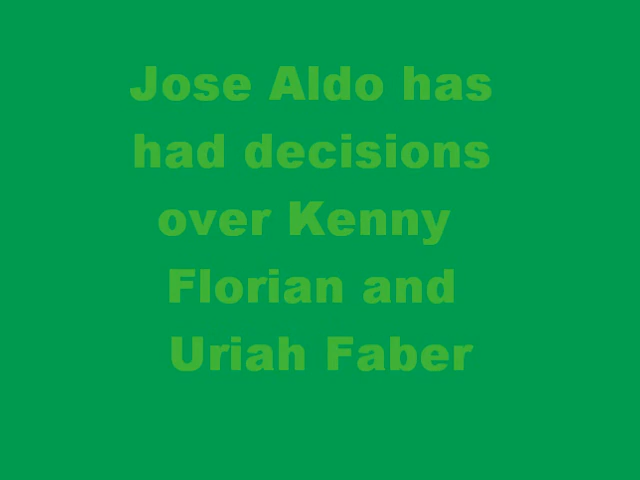 Jose Aldo has
had decisions
over Kenny
Florian and
Uriah Faber